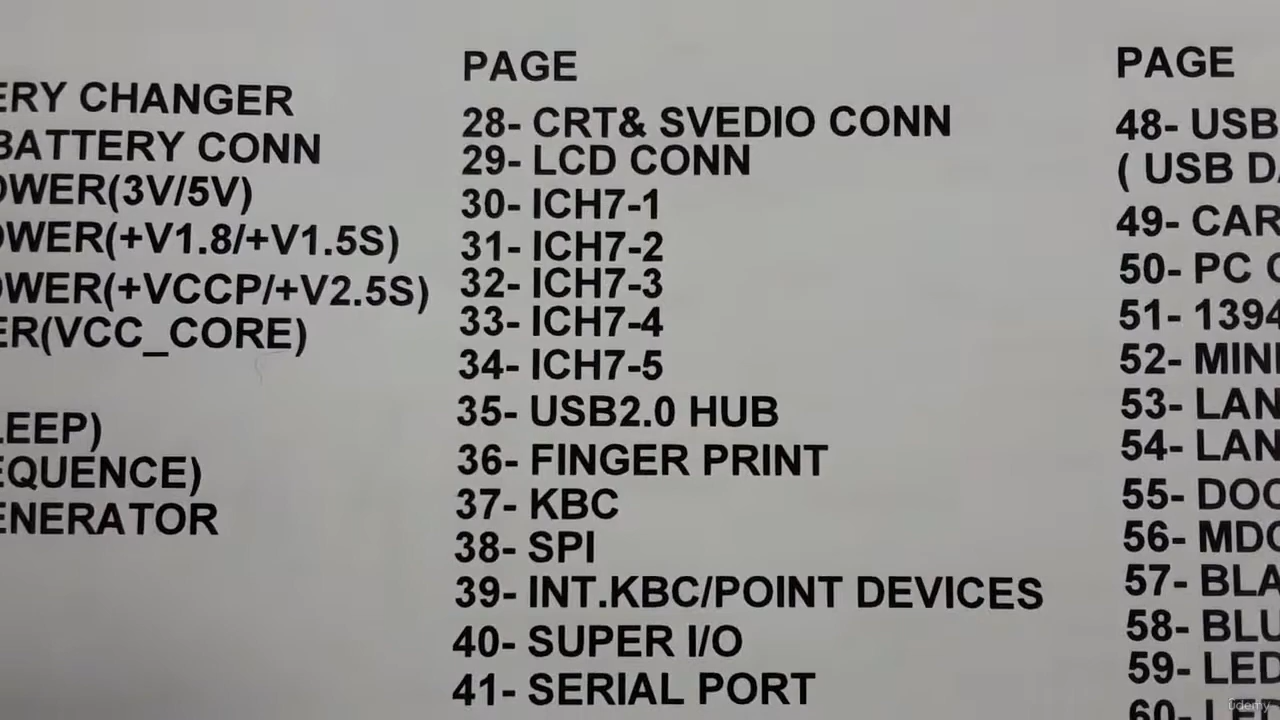 ERY CHANGER
BATTERY CONN
OWER(3V/5V)
OWER(+V1.8/+V1.5S)
OWER(+VCCP/+V2.5S)
ER(VCC_CORE)
LEEP)
EQUENCE)
ENERATOR
PAGE
28- CRT& SVEDIO CONN
29- LCD CONN
30- ICH7-1
31- ICH7-2
32- ICH7-3
33- ICH7-4
34- ICH7-5
35- USB2.0 HUB
36- FINGER PRINT
37- KBC
38- SPI
39- INT.KBC/POINT DEVICES
40- SUPER I/O
41- SERIAL PORT
PAGE
48- USB
( USB DA
49- CAR
50- PC
51- 1394
52- MINI
53- LAN
54- LAN
55- DOC
56- MDC
57- BLA
58- BLU
59- LED
60- LED
udemy